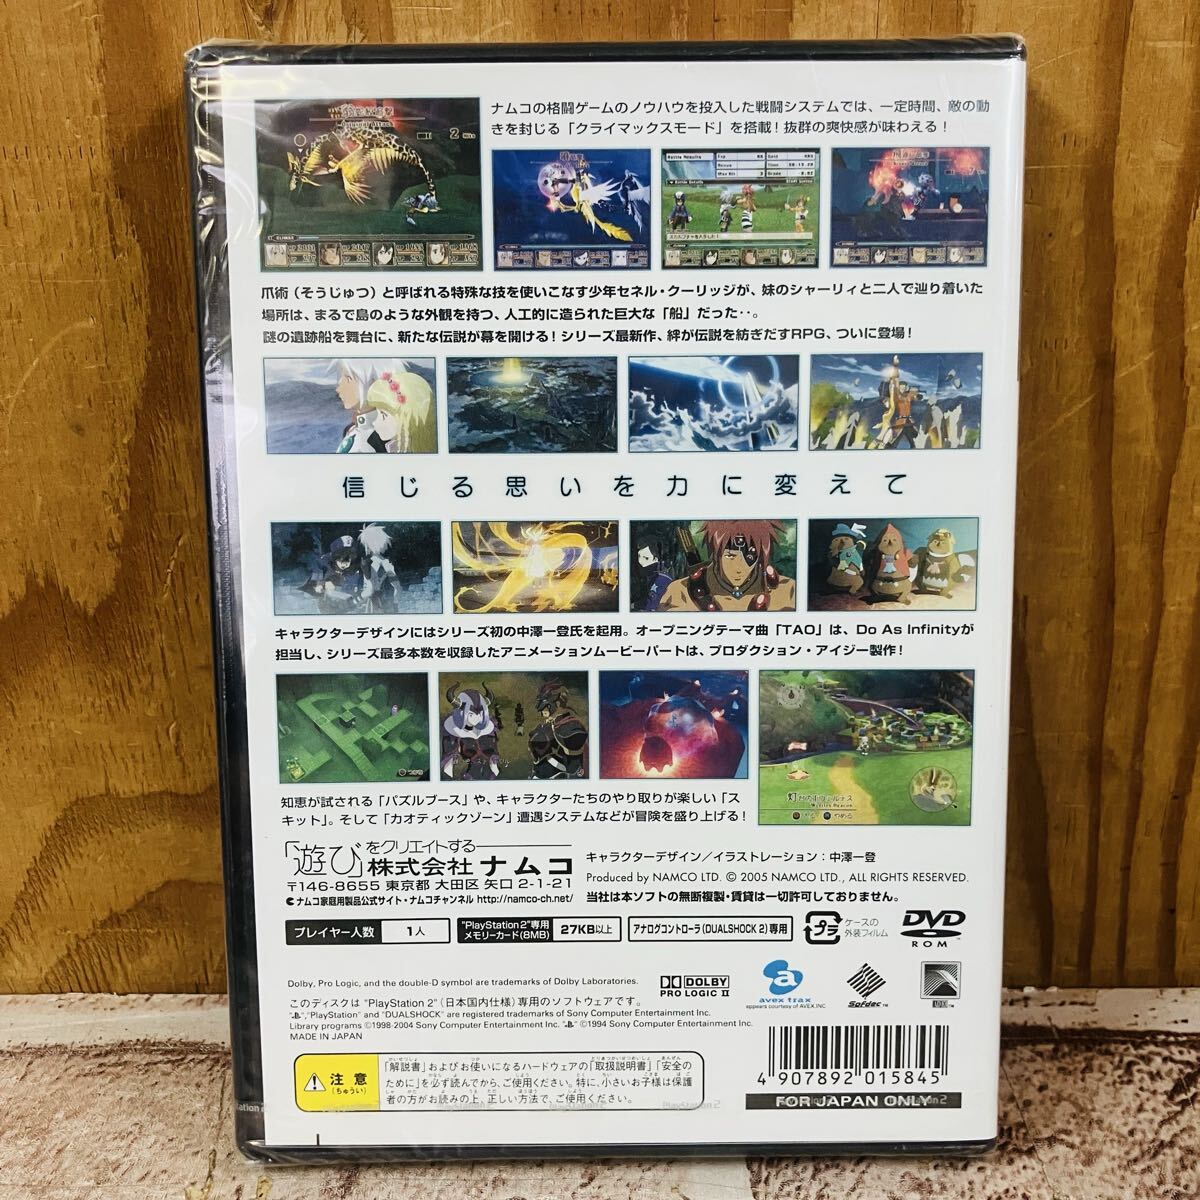 ナムコの格闘ゲームのノウハウを投入した戦闘システムでは、一定時間、敵の動
きを封じる「クライマックスモード」を搭載!抜群の爽快感が味わえる!
爪術(そうじゅつ)と呼ばれる特殊な技を使いこなす少年セネル・クーリッジが、妹のシャーリィと二人で辿り着いた
場所は、まるで島のような外観を持つ、人工的に造られた巨大な「船」だった‥。
謎の遺跡船を舞台に、新たな伝説が幕を開ける!シリーズ最新作、絆が伝説を紡ぎだすRPG、ついに登場!
信じる思いを力に変えて
キャラクターデザインにはシリーズ初の中澤一登氏を起用。オープニングテーマ曲「TAO」は、Do As Infinityが
担当し、シリーズ最多本数を収録したアニメーションムービーパートは、プロダクション・アイジー製作!
知恵が試される「パズルブース」や、キャラクターたちのやり取りが楽しい「ス
キット」。そして「カオティックゾーン」遭遇システムなどが冒険を盛り上げる!
「遊び」をクリエイトする
株式会社 ナムコ
〒146-8655 東京都 大田区 矢口 2-1-21
ナムコ家庭用製品公式サイト・ナムコチャンネル http://namco-ch.net/
キャラクターデザイン/イラストレーション:中澤一登
Produced by NAMCO LTD. © 2005 NAMCO LTD., ALL RIGHTS RESERVED.
当社は本ソフトの無断複製・賃貸は一切許可しておりません。
プレイヤー人数 1人
"PlayStation 2"専用
メモリーカード(8MB) 27KB以上
アナログコントローラ(DUALSHOCK 2)専用
プラ ケースの
外装フィルム
DVD
ROM
Dolby, Pro Logic, and the double-D symbol are trademarks of Dolby Laboratories.
DOLBY
PRO LOGIC II
avex trax
appears courtesy of AVEX.INC
Sofdec
ADX
このディスクは "PlayStation 2"(日本国内仕様)専用のソフトウェアです。
" ", "PlayStation" and "DUALSHOCK" are registered trademarks of Sony Computer Entertainment Inc.
Library programs ©1998-2004 Sony Computer Entertainment Inc. " " ©1994 Sony Computer Entertainment Inc.
MADE IN JAPAN
注意
(ちゅうい)
「解説書」およびお使いになるハードウェアの「取扱説明書」「安全の
ために」を必ず読んでから、ご使用ください。特に、小さいお子様は保護
者の方がお読みの上、正しい方法で、ご使用ください。
4 907892 015845
FOR JAPAN ONLY
PlayStation 2